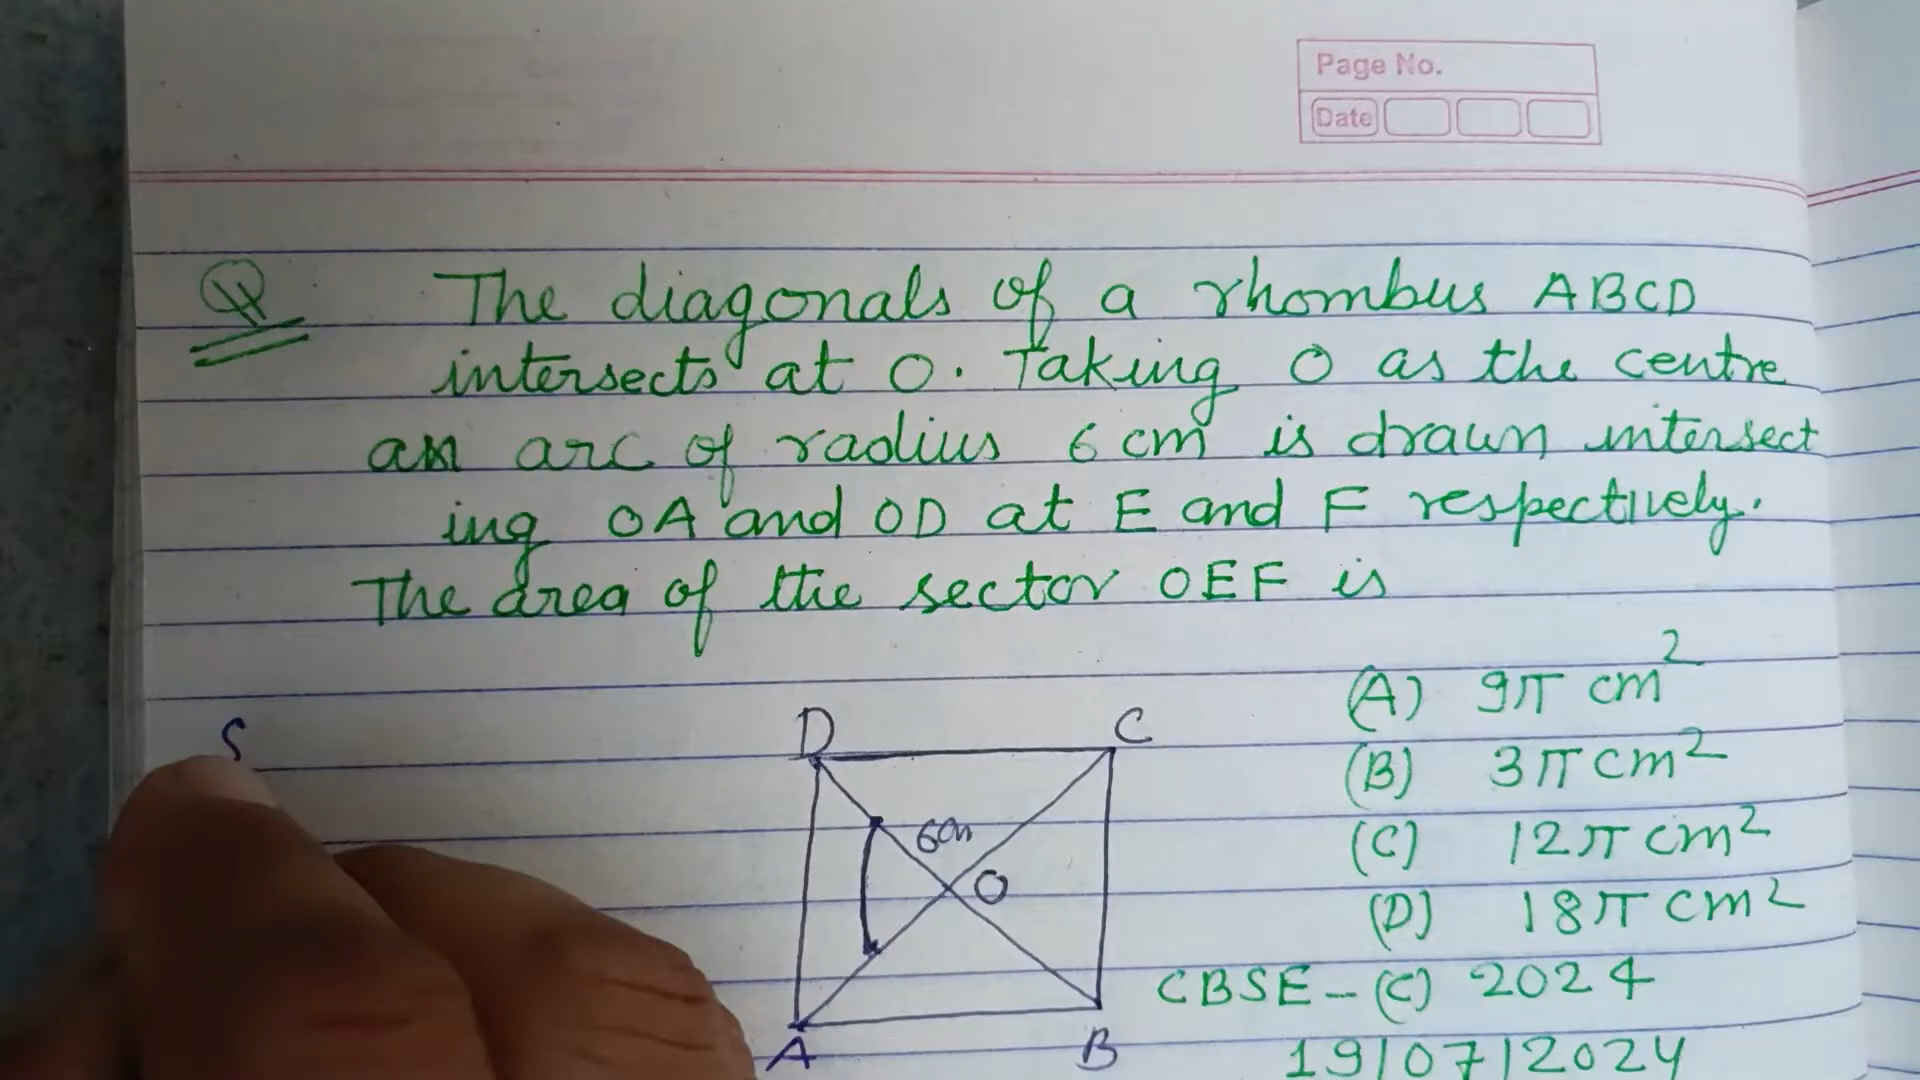 Page No.
Date
Q The diagonals of a rhombus ABCD
intersects at O. Taking O as the centre
an arc of radius 6 cm is drawn intersect
ing OA and OD at E and F respectively.
The area of the sector OEF is
(A) 9π cm²
(B) 3π cm²
(C) 12π cm²
(D) 18π cm²
CBSE - (C) 2024
19/07/2024
S
D C
6cm
O
A B